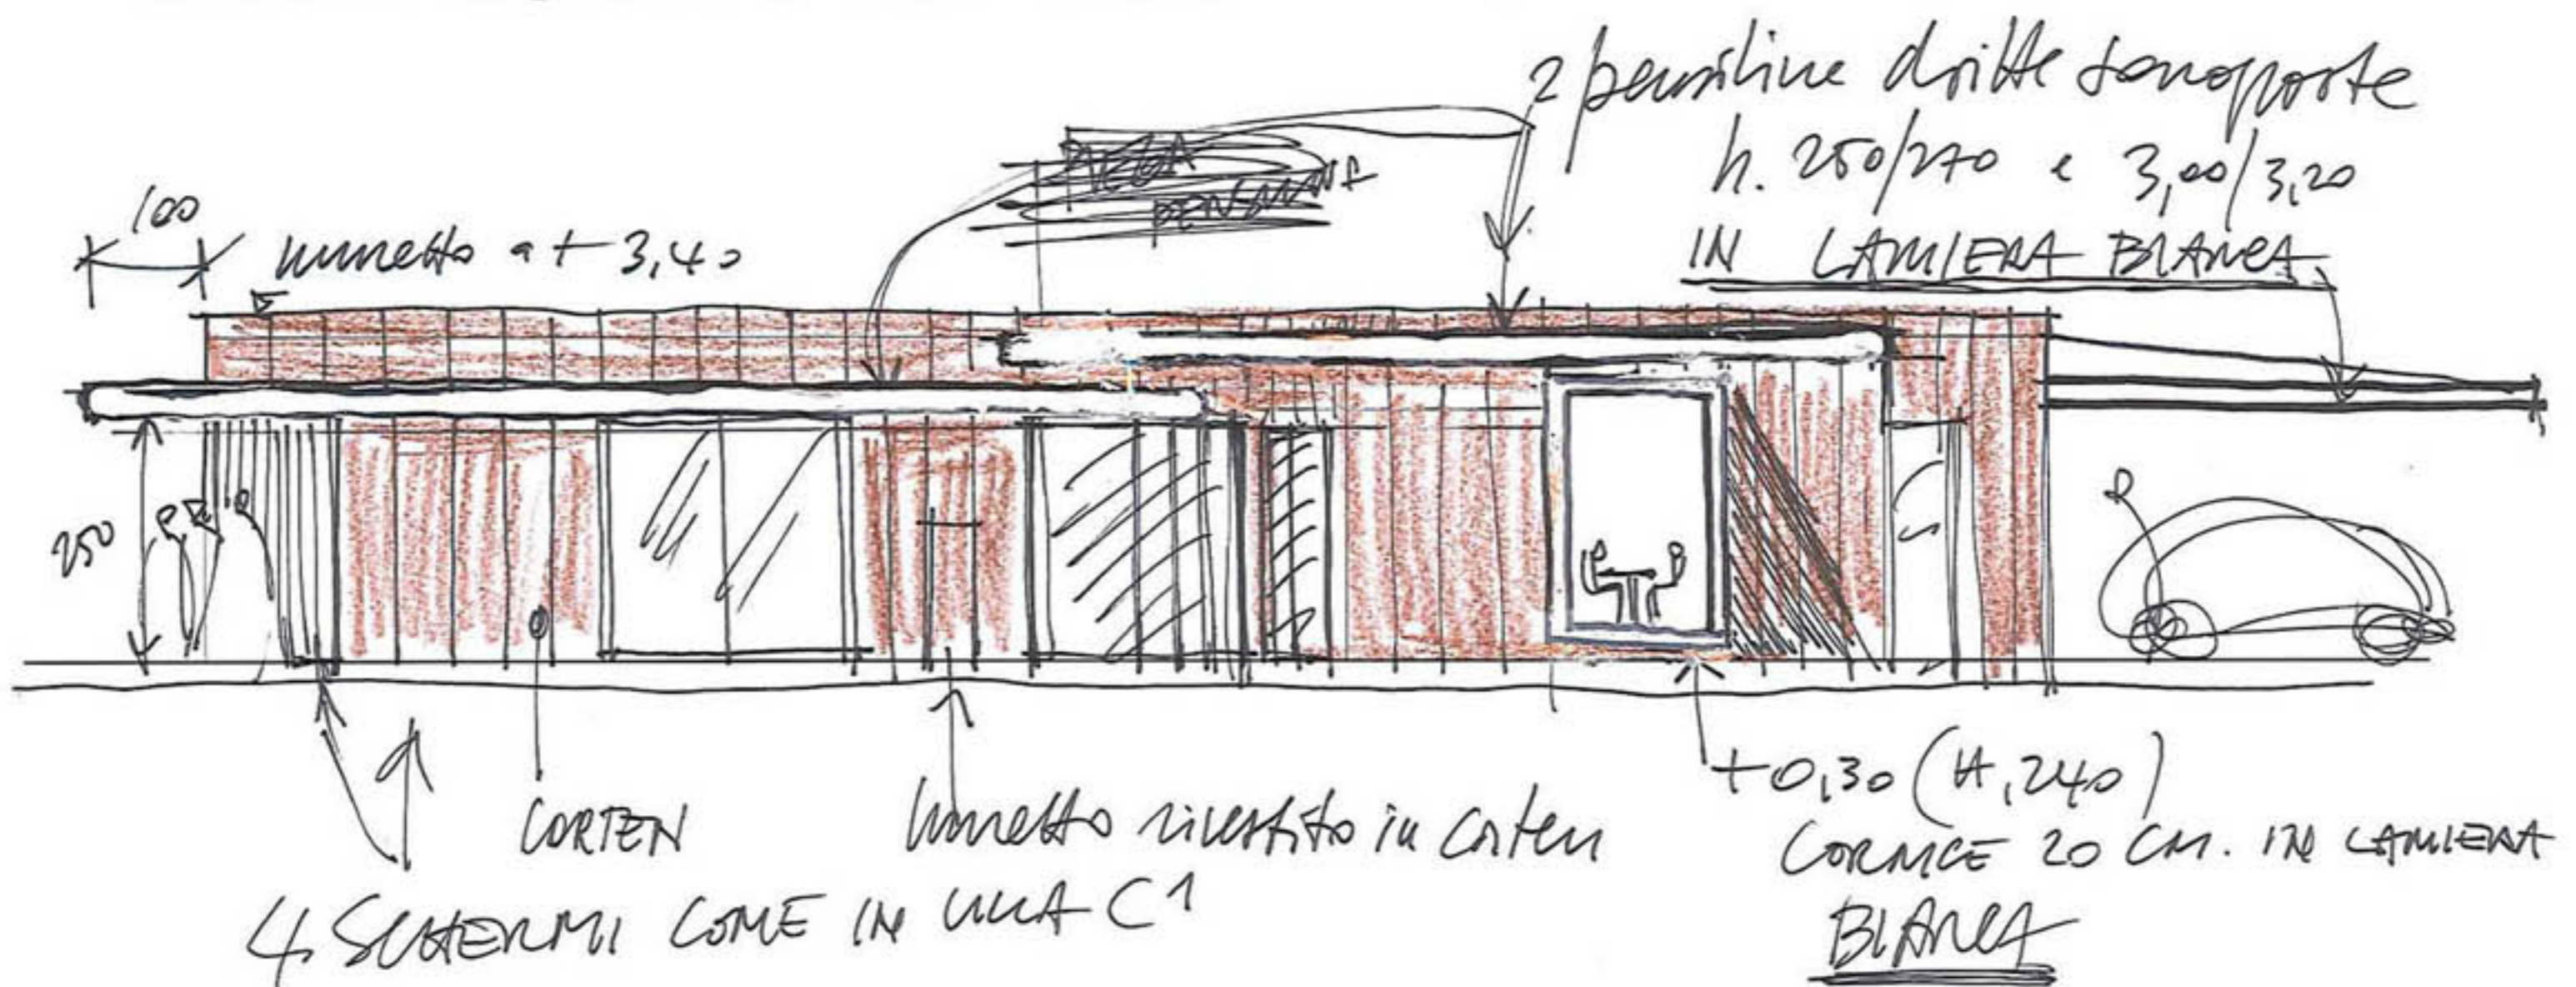 2 pensiline dritte
h. 250/270 e 3,00/3,20
IN LAMIERA BIANCA
100
muretto a + 3,40
PENSILINA
250
CORTEN
muretto rivestito in corten
+0,30 (H,240)
CORNICE 20 CM. IN LAMIERA
BIANCA
4 SCHERMI COME IN VILLA C1